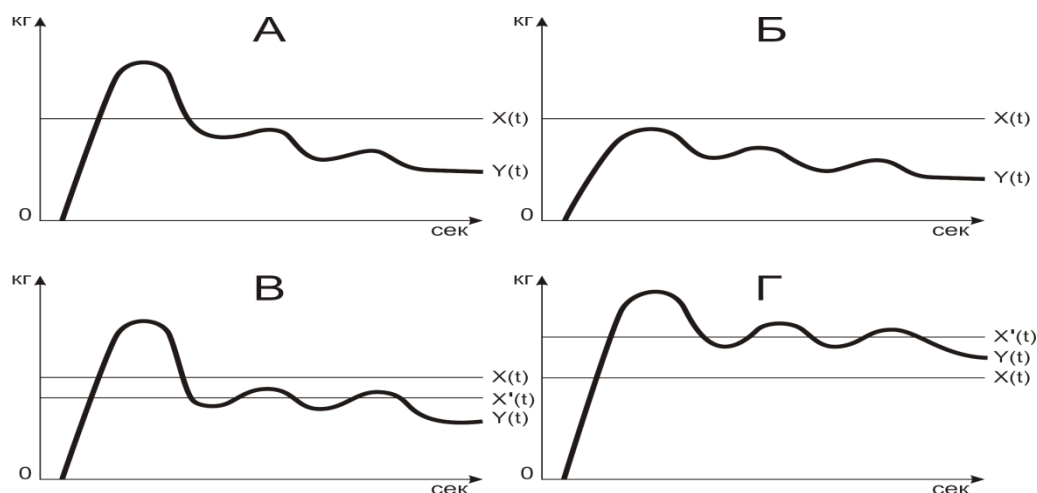 А
кг
X(t)
Y(t)
0
сек
Б
кг
X(t)
Y(t)
0
сек
В
кг
X(t)
X'(t)
Y(t)
0
сек
Г
кг
X'(t)
Y(t)
X(t)
0
сек